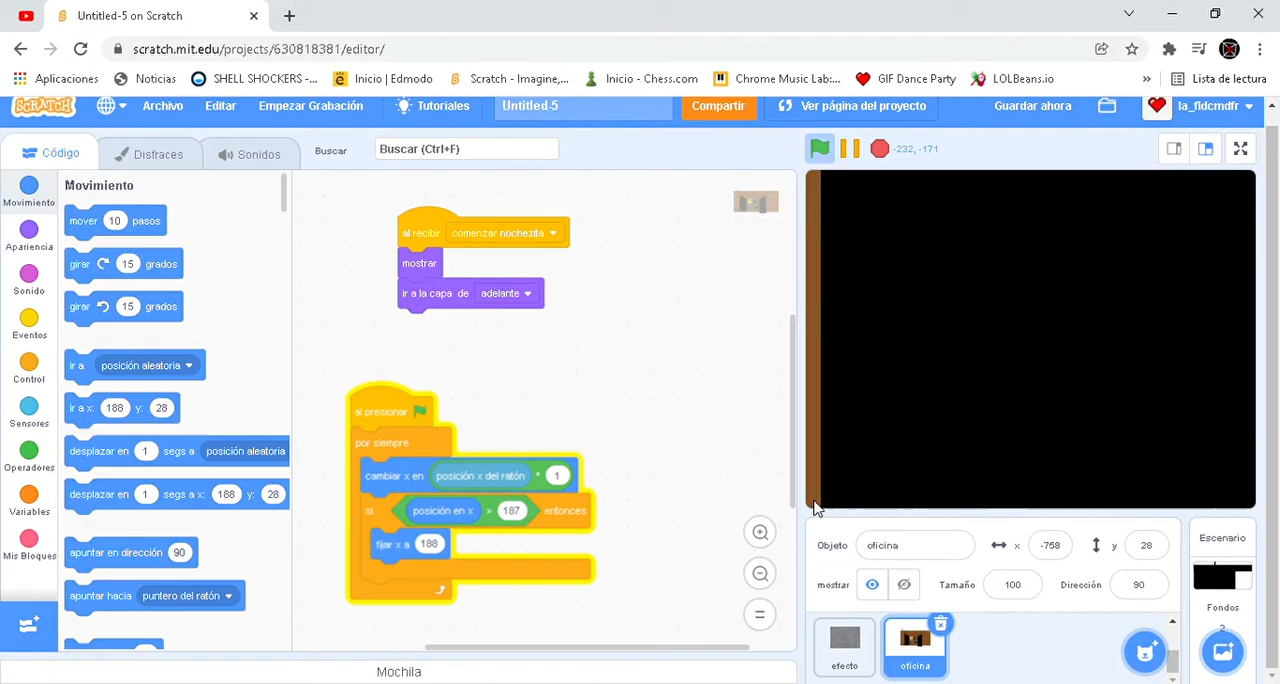 Untitled-5 on Scratch
scratch.mit.edu/projects/630818381/editor/
Aplicaciones
Noticias
SHELL SHOCKERS -...
Inicio | Edmodo
Scratch - Imagine,...
Inicio - Chess.com
Chrome Music Lab:...
GIF Dance Party
LOLBeans.io
»
Lista de lectura
SCRATCH
Archivo
Editar
Empezar Grabación
Tutoriales
Untitled-5
Compartir
Ver página del proyecto
Guardar ahora
la_fldcmdfr
Código
Disfraces
Sonidos
Buscar
Buscar (Ctrl+F)
-232, -171
Movimiento
Apariencia
Sonido
Eventos
Control
Sensores
Operadores
Variables
Mis Bloques
Movimiento
mover 10 pasos
girar 15 grados
girar 15 grados
ir a posición aleatoria
ir a x: 188 y: 28
desplazar en 1 segs a posición aleatoria
desplazar en 1 segs a x: 188 y: 28
apuntar en dirección 90
apuntar hacia puntero del ratón
al recibir comenzar nochezita
mostrar
ir a la capa de adelante
al presionar
por siempre
cambiar x en posición x del ratón * 1
si posición en x > 187 entonces
fijar x a 188
Objeto oficina x -758 y 28
mostrar Tamaño 100 Dirección 90
efecto
oficina
Escenario
Fondos
2
Mochila